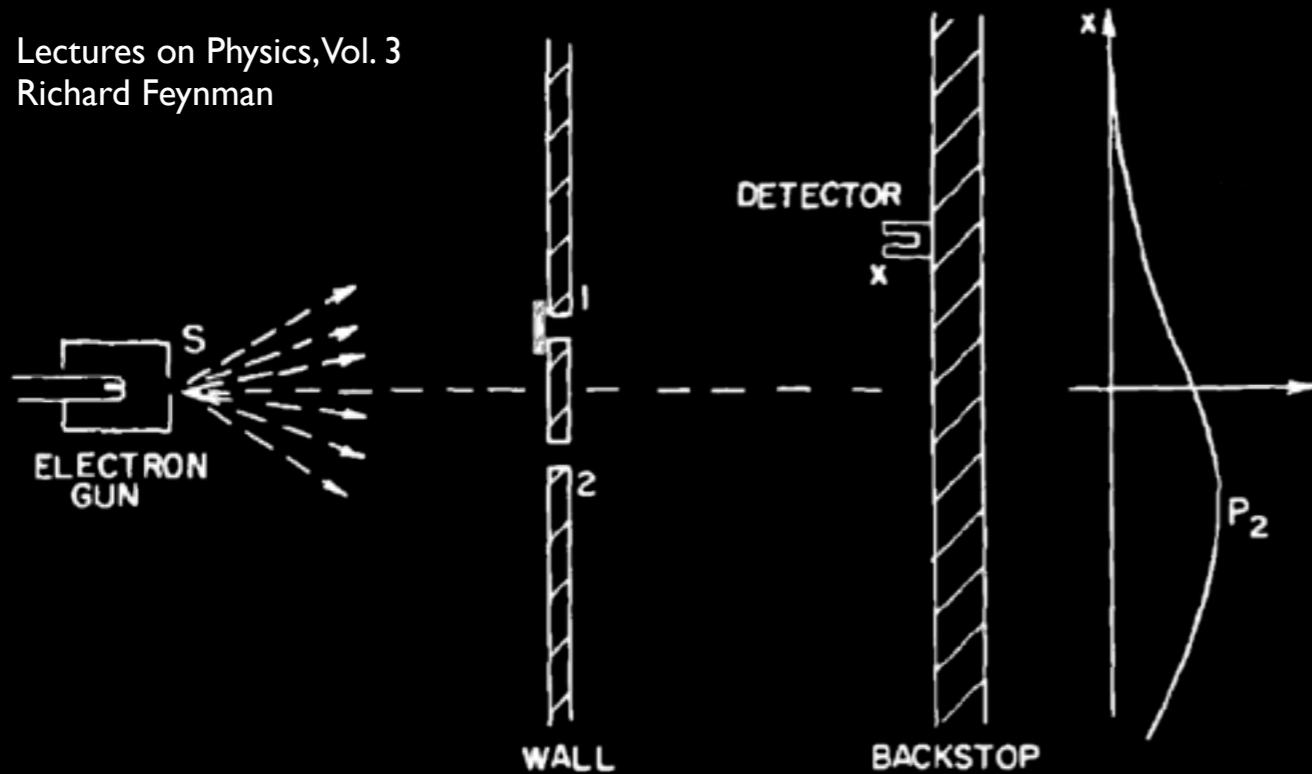 Lectures on Physics, Vol. 3
Richard Feynman
x
DETECTOR
x
1
S
ELECTRON
GUN
2
P2
WALL
BACKSTOP